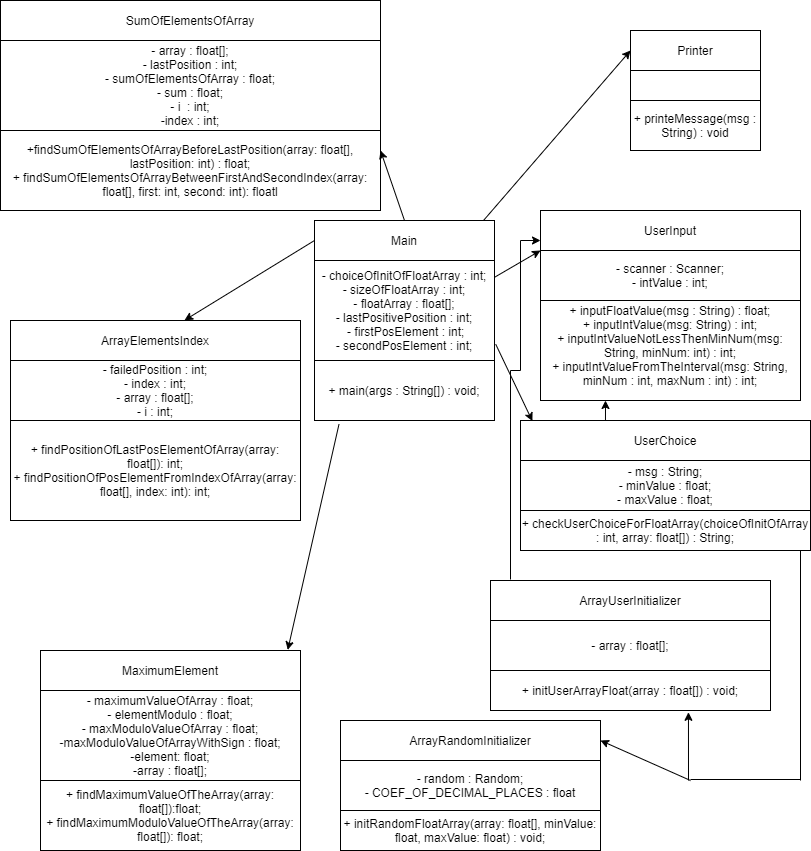 SumOfElementsOfArray
- array : float[];
- lastPosition : int;
- sumOfElementsOfArray : float;
- sum : float;
- i  : int;
-index : int;
+findSumOfElementsOfArrayBeforeLastPosition(array: float[],
lastPosition: int) : float;
+ findSumOfElementsOfArrayBetweenFirstAndSecondIndex(array:
float[], first: int, second: int): floatl
Printer
+ printeMessage(msg :
String) : void
Main
- choiceOfInitOfFloatArray : int;
- sizeOfFloatArray : int;
- floatArray : float[];
- lastPositivePosition : int;
- firstPosElement : int;
- secondPosElement : int;
+ main(args : String[]) : void;
UserInput
- scanner : Scanner;
- intValue : int;
+ inputFloatValue(msg : String) : float;
+ inputIntValue(msg: String) : int;
+ inputIntValueNotLessThenMinNum(msg:
String, minNum: int) : int;
+ inputIntValueFromTheInterval(msg: String,
minNum : int, maxNum : int) : int;
ArrayElementsIndex
- failedPosition : int;
- index : int;
- array : float[];
- i : int;
+ findPositionOfLastPosElementOfArray(array:
float[]): int;
+ findPositionOfPosElementFromIndexOfArray(array:
float[], index: int): int;
UserChoice
- msg : String;
- minValue : float;
- maxValue : float;
+ checkUserChoiceForFloatArray(choiceOfInitOfArray
: int, array: float[]) : String;
ArrayUserInitializer
- array : float[];
+ initUserArrayFloat(array : float[]) : void;
MaximumElement
- maximumValueOfArray : float;
- elementModulo : float;
- maxModuloValueOfArray : float;
-maxModuloValueOfArrayWithSign : float;
-element: float;
-array : float[];
+ findMaximumValueOfTheArray(array:
float[]):float;
+ findMaximumModuloValueOfTheArray(array:
float[]): float;
ArrayRandomInitializer
- random : Random;
- COEF_OF_DECIMAL_PLACES : float
+ initRandomFloatArray(array: float[], minValue:
float, maxValue: float) : void;